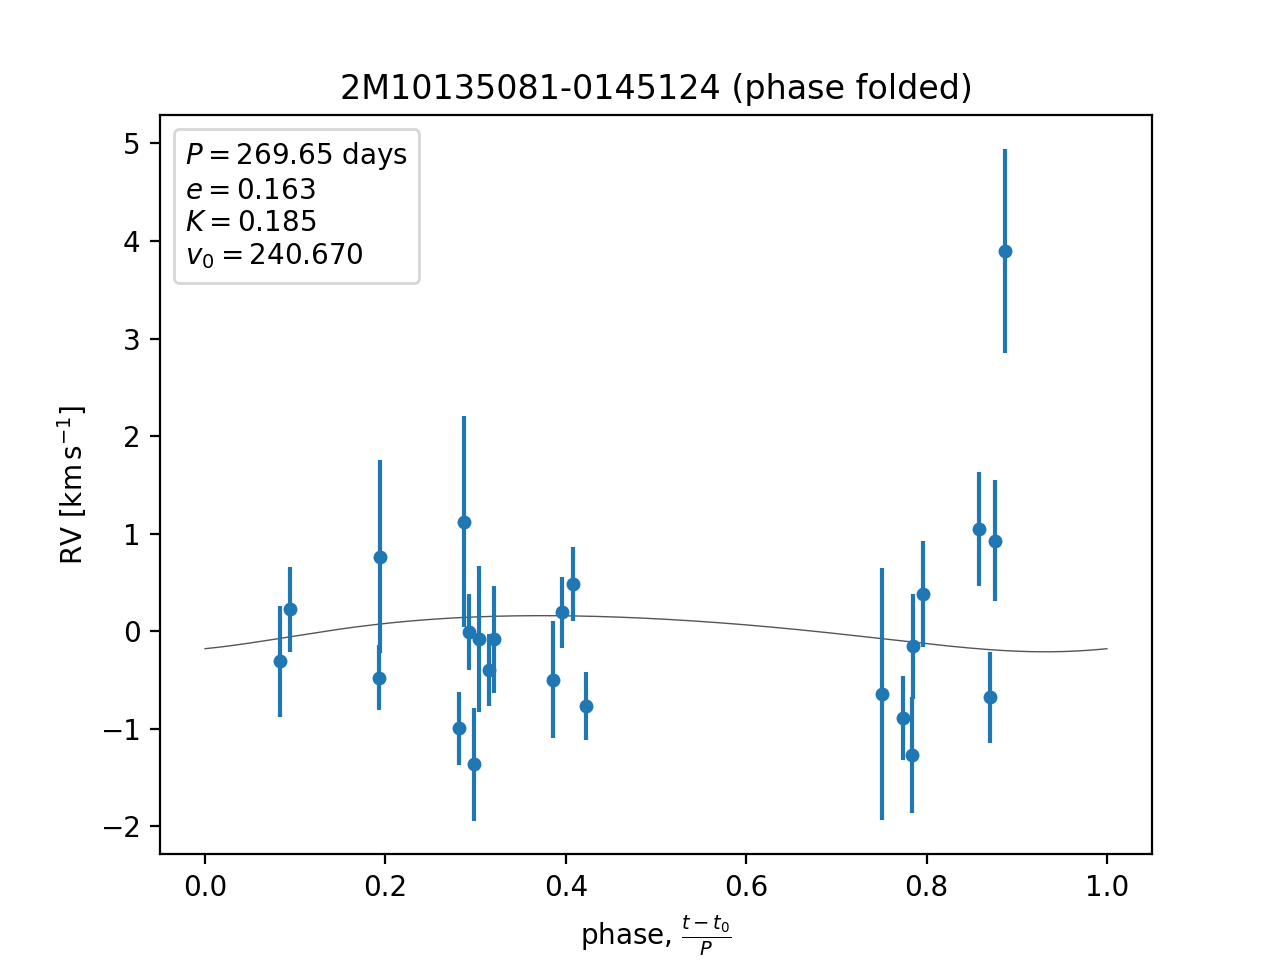 2M10135081-0145124 (phase folded)
P = 269.65 days
e = 0.163
K = 0.185
v₀ = 240.670
5
4
3
2
1
0
−1
−2
RV [km s⁻¹]
0.0 0.2 0.4 0.6 0.8 1.0
phase, (t − t₀)/P